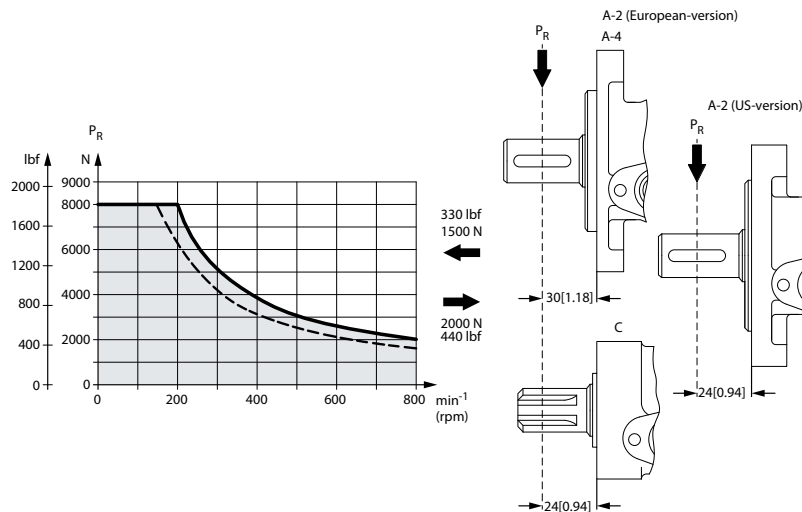 A-2 (European-version)
PR
A-4
A-2 (US-version)
PR
PR
lbf
N
9000
2000
8000
1600
1200
6000
800
4000
400
2000
0
0
0
200
400
600
800
min-1
(rpm)
330 lbf
1500 N
2000 N
440 lbf
30[1.18]
C
24[0.94]
24[0.94]